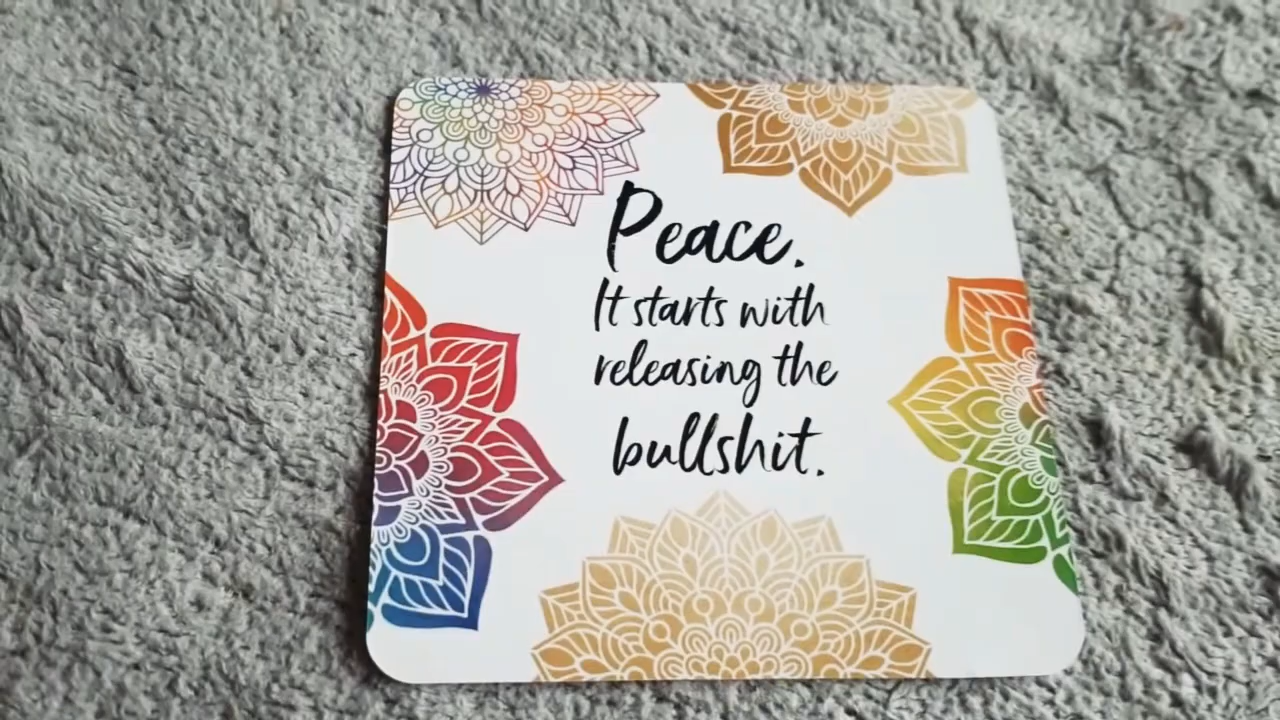 Peace.
It starts with
releasing the
bullshit.